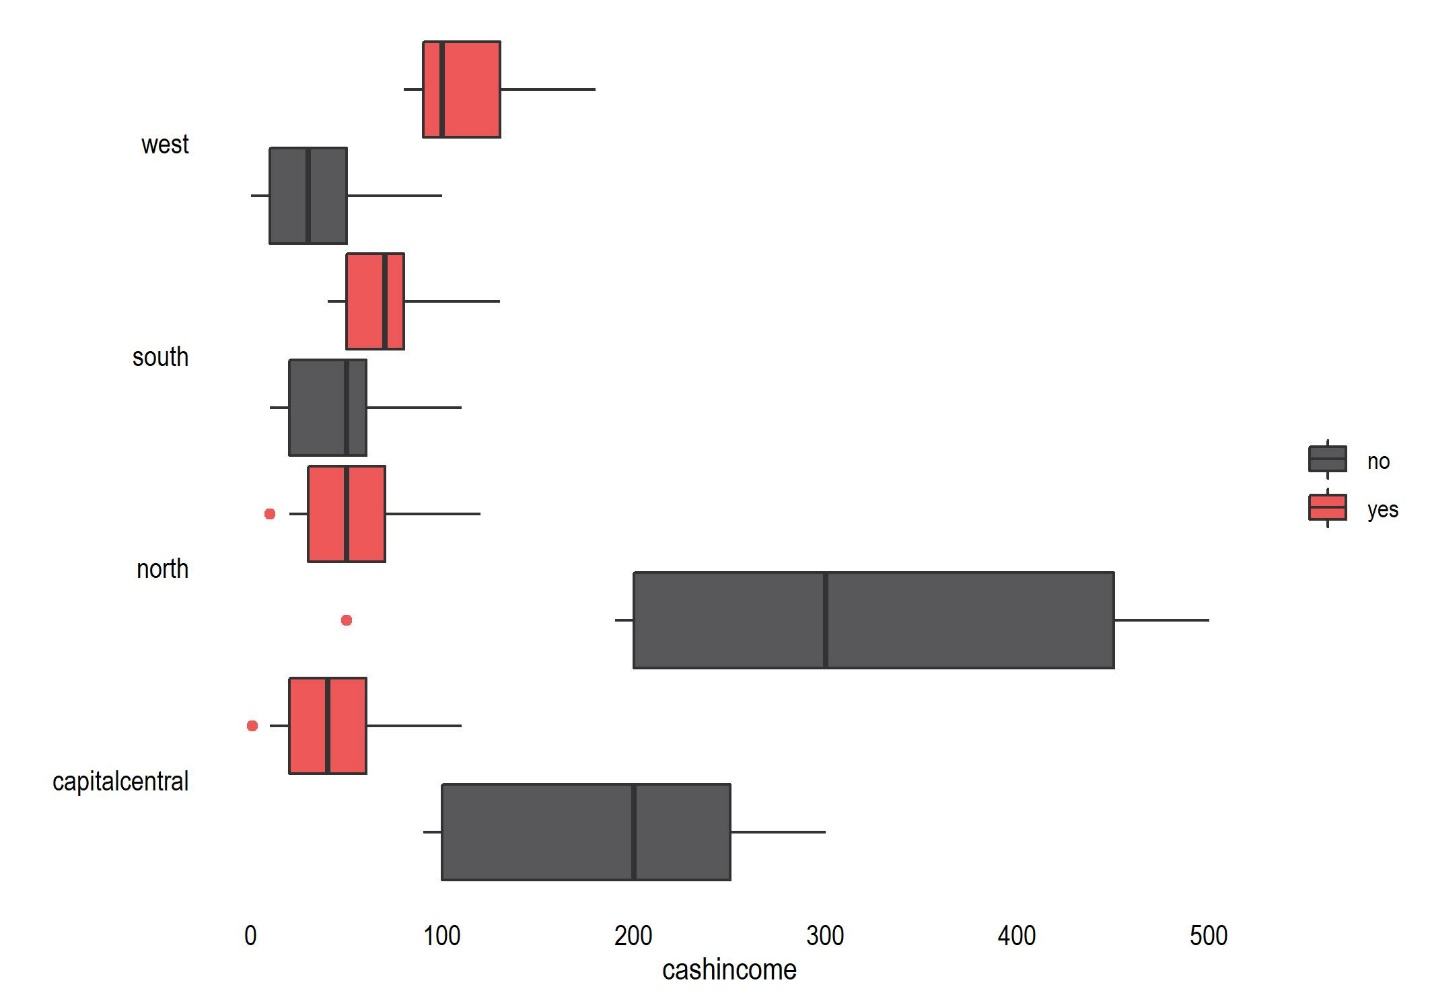 west
south
north
capitalcentral
no
yes
0 100 200 300 400 500
cashincome